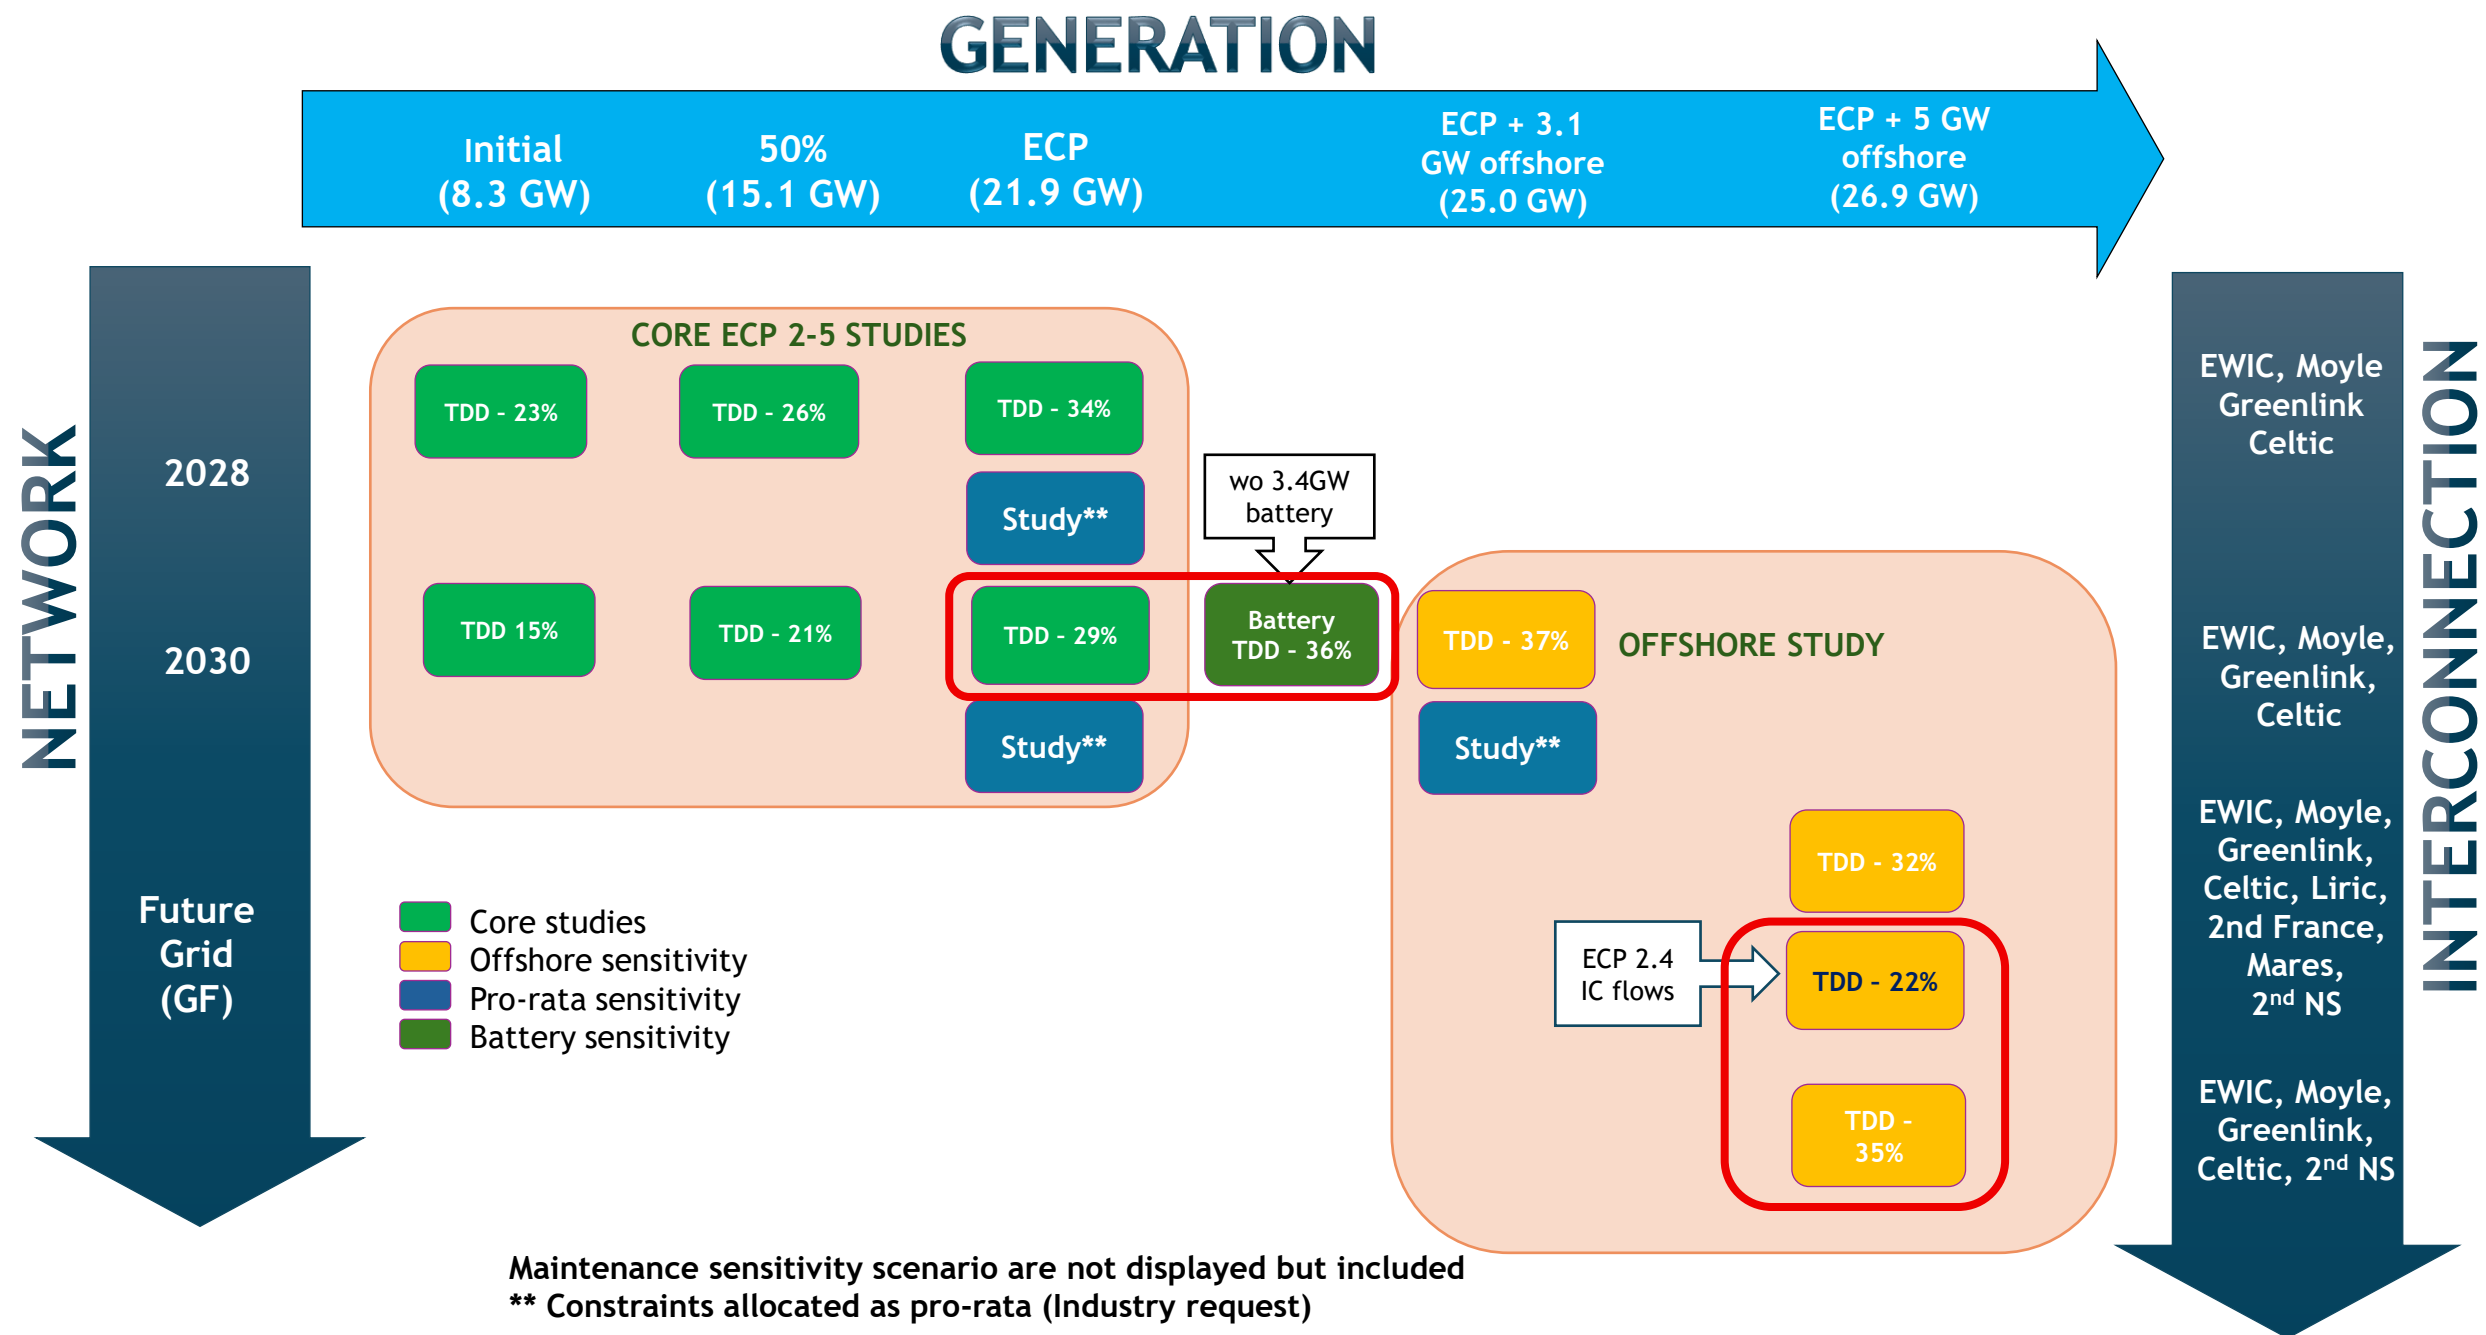 GENERATION
Initial
(8.3 GW)
50%
(15.1 GW)
ECP
(21.9 GW)
ECP + 3.1
GW offshore
(25.0 GW)
ECP + 5 GW
offshore
(26.9 GW)
NETWORK
2028
2030
Future
Grid
(GF)
CORE ECP 2-5 STUDIES
TDD – 23%
TDD – 26%
TDD – 34%
Study**
wo 3.4GW
battery
TDD 15%
TDD – 21%
TDD – 29%
Battery
TDD – 36%
TDD - 37%
OFFSHORE STUDY
Study**
Study**
TDD - 32%
ECP 2.4
IC flows
TDD – 22%
TDD –
35%
Core studies
Offshore sensitivity
Pro-rata sensitivity
Battery sensitivity
EWIC, Moyle
Greenlink
Celtic
EWIC, Moyle,
Greenlink,
Celtic
EWIC, Moyle,
Greenlink,
Celtic, Liric,
2nd France,
Mares,
2nd NS
EWIC, Moyle,
Greenlink,
Celtic, 2nd NS
INTERCONNECTION
Maintenance sensitivity scenario are not displayed but included
** Constraints allocated as pro-rata (Industry request)